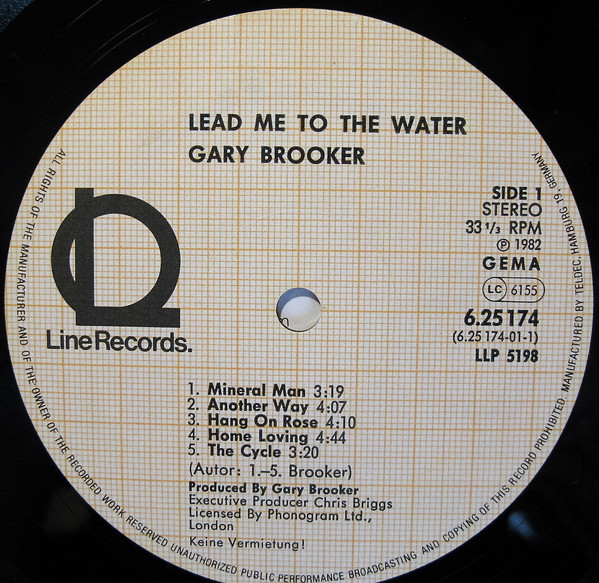 LEAD ME TO THE WATER
GARY BROOKER
SIDE 1
STEREO
33 1/3 RPM
Ⓟ 1982
GEMA
LC 6155
6.25174
(6.25 174-01-1)
LLP 5198
LineRecords.
1. Mineral Man 3:19
2. Another Way 4:07
3. Hang On Rose 4:10
4. Home Loving 4:44
5. The Cycle 3:20
(Autor: 1.–5. Brooker)
Produced By Gary Brooker
Executive Producer Chris Briggs
Licensed By Phonogram Ltd.,
London
Keine Vermietung!
ALL RIGHTS OF THE MANUFACTURER AND OF THE OWNER OF THE RECORDED WORK RESERVED UNAUTHORIZED PUBLIC PERFORMANCE BROADCASTING AND COPYING OF THIS RECORD PROHIBITED. MANUFACTURED BY TELDEC, HAMBURG 19, GERMANY